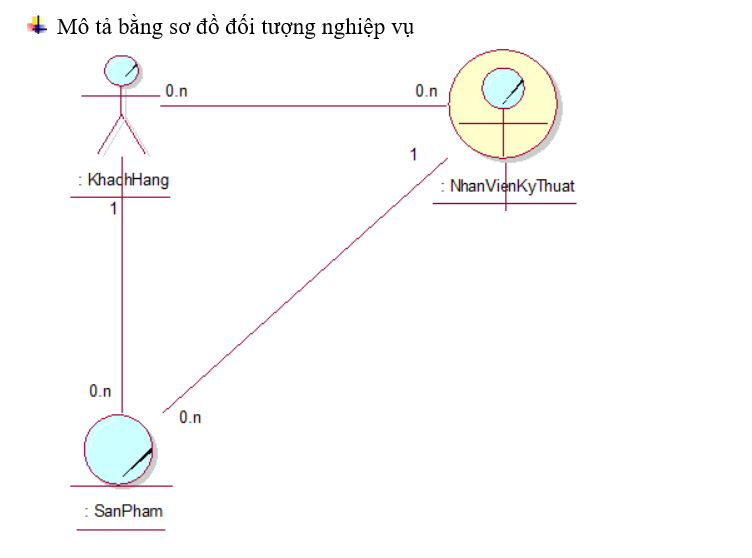 Mô tả bằng sơ đồ đối tượng nghiệp vụ
0.n
0.n
: KhachHang
1
1
: NhanVienKyThuat
0.n
0.n
: SanPham